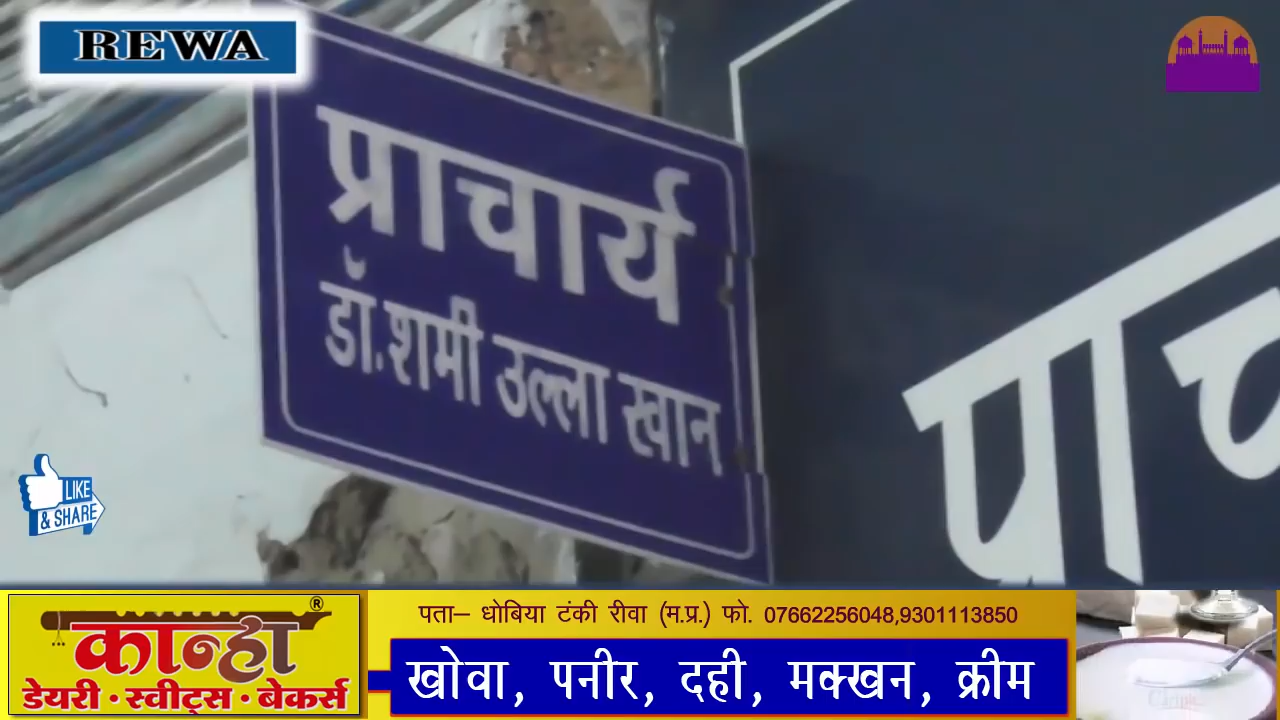 REWA
प्राचार्य
डॉ.शमी उल्ला खान
LIKE
& SHARE
कान्हा
®
डेयरी · स्वीट्स · बेकर्स
पता– धोबिया टंकी रीवा (म.प्र.) फो. 07662256048,9301113850
खोवा, पनीर, दही, मक्खन, क्रीम